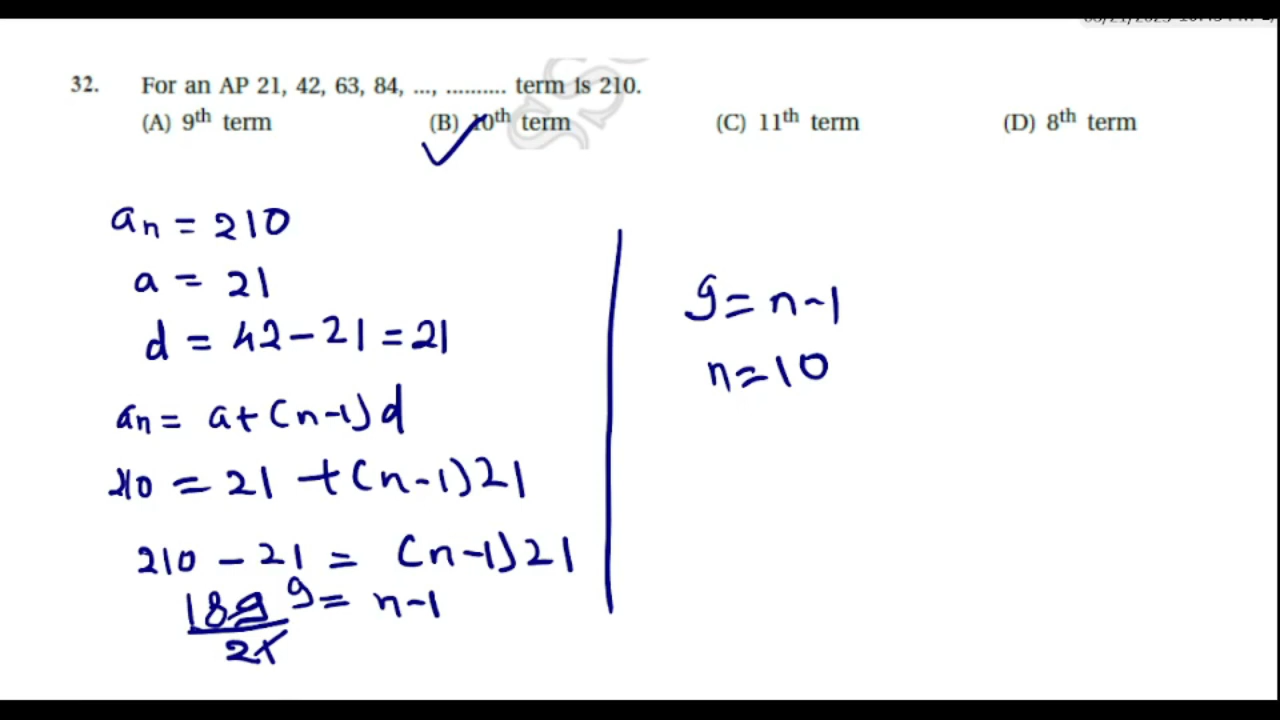 32. For an AP 21, 42, 63, 84, ..., .......... term is 210.
(A) 9th term (B) 10th term (C) 11th term (D) 8th term
an = 210
a = 21
d = 42 - 21 = 21
an = a + (n-1) d
210 = 21 + (n-1) 21
210 - 21 = (n-1) 21
189 9 = n-1
21
9 = n-1
n = 10